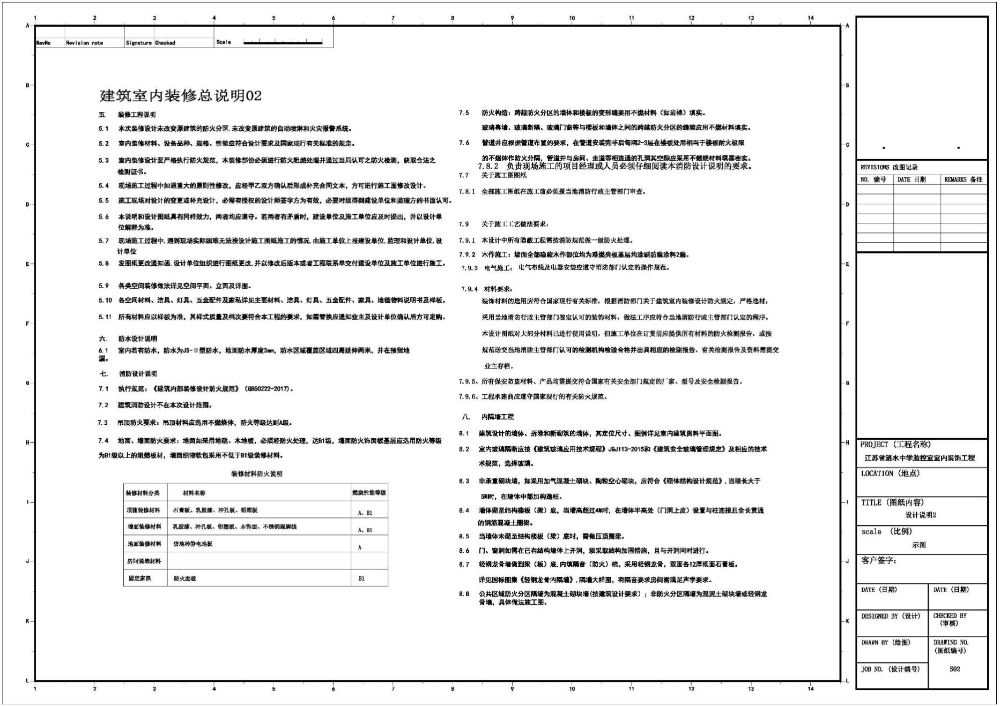 1 2 3 4 5 6 7 8 9 10 11 12 13 14
A B C D E F G H I J K L
RevNo Revision note Signature Checked Scale
建筑室内装修总说明02
五. 装修工程说明
5.1 本次装修设计未改变原建筑的防火分区,未改变原建筑的自动喷淋和火灾报警系统。
5.2 室内装修材料、设备品种、规格、性能应符合设计要求及国家现行有关标准的规定。
5.3 室内装修设计要严格执行防火规范，木装修部份必须进行防火阻燃处理并通过当局认可之防火检测，获取合法之
检测证书。
5.4 现场施工过程中如遇重大的原则性修改，应经甲乙双方确认后形成补充合同文本，方可进行施工图修改设计。
5.5 施工现场对设计的变更或补充设计，必需有授权的设计师签字方为有效，必要时须得到建设单位和监理方的书面认可。
5.6 本说明和设计图纸具有同样效力，两者均应遵守。若两者有矛盾时，建设单位及施工单位应及时提出，并以设计单
位解释为准。
5.7 现场施工过程中,遇到现场实际困难无法按设计施工图纸施工的情况,由施工单位上报建设单位,监理和设计单位,设
计单位
5.8 发图纸更改通知函,设计单位组织进行图纸更改,并以修改后版本或者工程联系单交付建设单位及施工单位进行施工。
5.9 各类空间装修做法详见空间平面、立面及详图。
5.10 各空间材料、洁具、灯具、五金配件及家私详见主要材料、洁具、灯具、五金配件、家具、地毯物料说明书及样板。
5.11 所有材料应以样板为准，其样式质量及档次要符合本工程的要求，如需替换应通知业主及设计单位确认后方可定购。
六. 防水设计说明
6.1 室内若有防水，防水为JS-Ⅱ型防水，地面防水厚度3mm，防水区域覆盖区域四周延伸两米，并在预留地
漏。
七. 消防设计说明
7.1 执行规范：《建筑内部装修设计防火规范》（GB50222-2017）。
7.2 建筑消防设计不在本次设计范围。
7.3 吊顶防火要求：吊顶材料应选用不燃烧体，防火等级达到A级。
7.4 地面、墙面防火要求：地面如采用地毯、木地板，必须经防火处理，达B1级，墙面防火饰面板基层应选用防火等级
为B1级以上的阻燃板材，墙面织物软包采用不低于B1级装修材料。
装修材料防火说明
装修材料分类 材料名称 燃烧性能等级
顶棚装修材料 石膏板、乳胶漆、冲孔板、铝塑板 A、B1
墙面装修材料 乳胶漆、冲孔板、铝塑板、木饰面、不锈钢踢脚线 A、B1
地面装修材料 仿地砖静电地板 A
房间隔墙材料
固定家俱 防火面板 B1
7.5 防火构造：跨越防火分区的墙体和楼板的变形缝要用不燃材料（如岩棉）填实。
玻璃幕墙、玻璃断隔、玻璃门窗等与楼板和墙体之间的跨越防火分区的缝隙应用不燃材料填实。
7.6 管道井应根据管道布置的要求，在管道安装完毕后每隔2-3层在楼板处用相当于楼板耐火极限
的不燃体作防火分隔，管道井与房间、走道等相连通的孔洞其空隙应采用不燃烧材料填塞密实。
7.8.2 负责现场施工的项目经理或人员必须仔细阅读本消防设计说明的要求。
7.7 关于施工图图纸
7.8.1 全部施工图纸在施工前必须报当地消防行政主管部门审查。
7.9 关于施工工艺做法要求：
7.9.1 本设计中所有隐蔽工程需按消防规范做一级防火处理。
7.9.2 木作施工：墙面全部隐蔽木作部位均为难燃夹板基层均涂刷防腐涂料2遍。
7.9.3 电气施工： 电气布线及电器安装应遵守消防部门认定的操作规范。
7.9.4 材料要求：
装饰材料的选用应符合国家现行有关标准，根据消防部门关于建筑室内装修设计防火规定，严格选材，
采用当地消防行政主管部门鉴定认可的装饰材料，做法工序应符合当地消防行政主管部门认定的程序。
本设计图纸对大部分材料已进行使用说明，但施工单位在订货前应提供所有材料的防火检测报告，或按
规范送交当地消防主管部门认可的检测机构检验合格并出具相应的检测报告。有关检测报告及资料需提交
业主存档。
7.9.5、所有保安防盗材料、产品均需提交符合国家有关安全部门规定的厂家、型号及安全检测报告。
7.9.6、工程承建商应遵守国家现行的有关防火规范。
八. 内隔墙工程
8.1 建筑设计的墙体、拆除和新砌筑的墙体，其定位尺寸、图例详见室内建筑资料平面图。
8.2 室内玻璃隔断应按《建筑玻璃应用技术规程》JGJ113-2015和《建筑安全玻璃管理规定》及相应的技术
术规范，选择玻璃。
8.3 非承重砌块墙，如采用加气混凝土砌块、陶粒空心砌块，应符合《砌体结构设计规范》,当墙长大于
5M时，在墙体中部加构造柱。
8.4 墙体砌至结构楼板（梁）底，当墙高超过4M时，在墙体半高处（门洞上皮）设置与柱连接且全长贯通
的钢筋混凝土圈梁。
8.5 当墙体未砌至结构楼板（梁）底时，需做压顶圈梁。
8.6 门、窗洞如需在已有结构墙体上开洞，须采取结构加固措施，且与开洞同时进行。
8.7 轻钢龙骨墙做到梁（板）底,内填隔音（防火）棉，采用轻钢龙骨，双面各12厚纸面石膏板。
详见国标图集《轻钢龙骨内隔墙》,隔墙大样图，有隔音要求房间需满足声学要求。
8.8 公共区域防火分区隔墙为混凝土砌块墙(按建筑设计要求）；非防火分区隔墙为混泥土砌块墙或轻钢龙
骨墙，具体做法施工图。
REVISIONS 改图记录
NO. 编号 DATE 日期 REMARKS 备注
PROJECT（工程名称）
江苏省涟水中学监控室室内装饰工程
LOCATION（地点）
TITLE（图纸内容）
设计说明2
scale （比例）
示图
客户签字：
DATE（日期） DATE（日期）
DESIGNED BY（设计） CHECKED BY
（审核）
DRAWN BY（绘图） DRAWING NO.
（图纸编号）
JOB NO.（设计编号） S02
A B C D E F G H I J K L
1 2 3 4 5 6 7 8 9 10 11 12 13 14